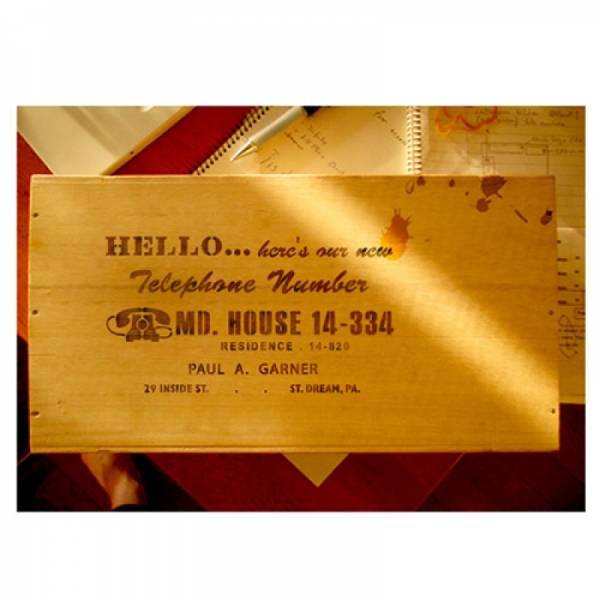 HELLO... here's our new
Telephone Number
MD. HOUSE 14-334
RESIDENCE . 14-820
PAUL A. GARNER
29 INSIDE ST. . . ST. DREAM, PA.
for